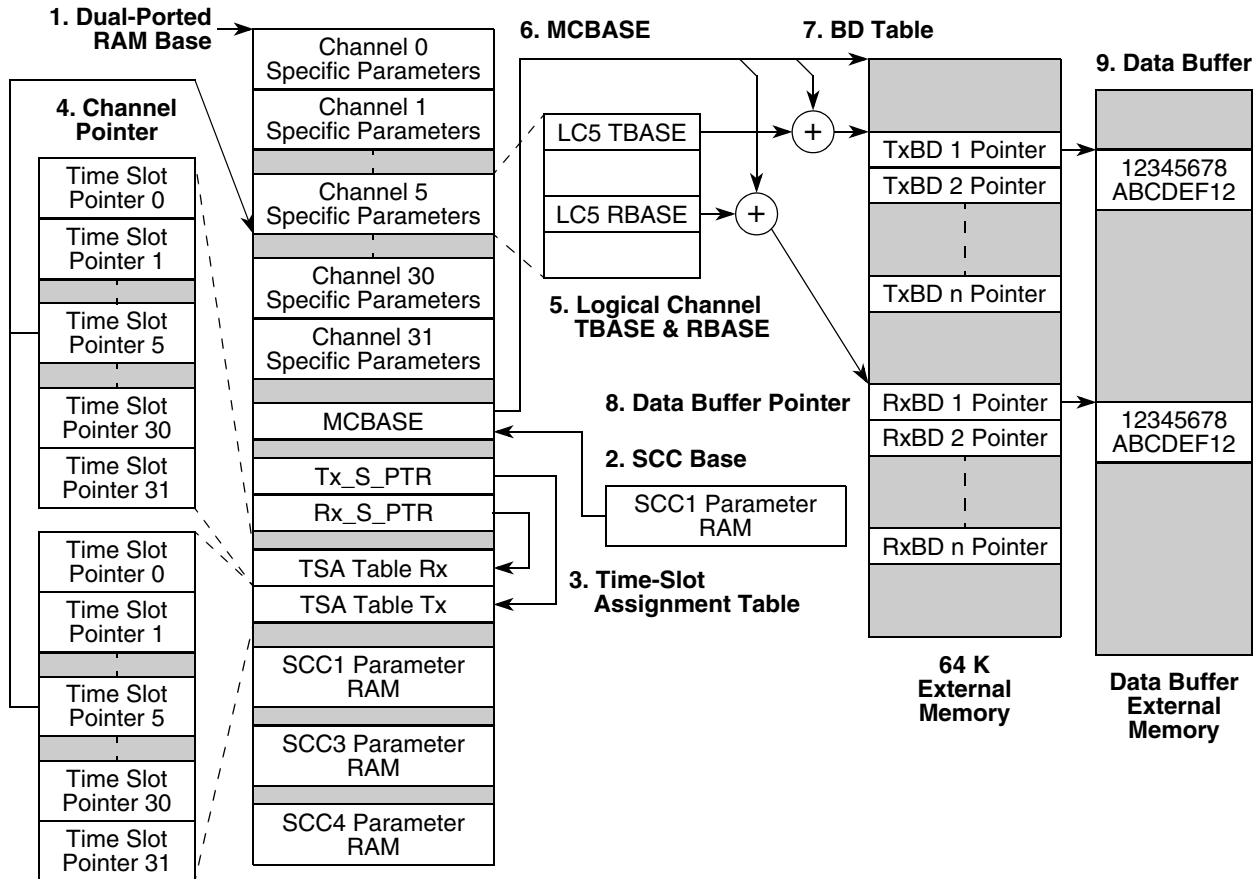 1. Dual-Ported
RAM Base
4. Channel
Pointer
Time Slot
Pointer 0
Time Slot
Pointer 1
Time Slot
Pointer 5
Time Slot
Pointer 30
Time Slot
Pointer 31
Time Slot
Pointer 0
Time Slot
Pointer 1
Time Slot
Pointer 5
Time Slot
Pointer 30
Time Slot
Pointer 31
Channel 0
Specific Parameters
Channel 1
Specific Parameters
Channel 5
Specific Parameters
Channel 30
Specific Parameters
Channel 31
Specific Parameters
MCBASE
Tx_S_PTR
Rx_S_PTR
TSA Table Rx
TSA Table Tx
SCC1 Parameter
RAM
SCC3 Parameter
RAM
SCC4 Parameter
RAM
6. MCBASE
LC5 TBASE
LC5 RBASE
+
+
5. Logical Channel
TBASE & RBASE
8. Data Buffer Pointer
2. SCC Base
SCC1 Parameter
RAM
3. Time-Slot
Assignment Table
7. BD Table
TxBD 1 Pointer
TxBD 2 Pointer
TxBD n Pointer
RxBD 1 Pointer
RxBD 2 Pointer
RxBD n Pointer
64 K
External
Memory
9. Data Buffer
12345678
ABCDEF12
12345678
ABCDEF12
Data Buffer
External
Memory